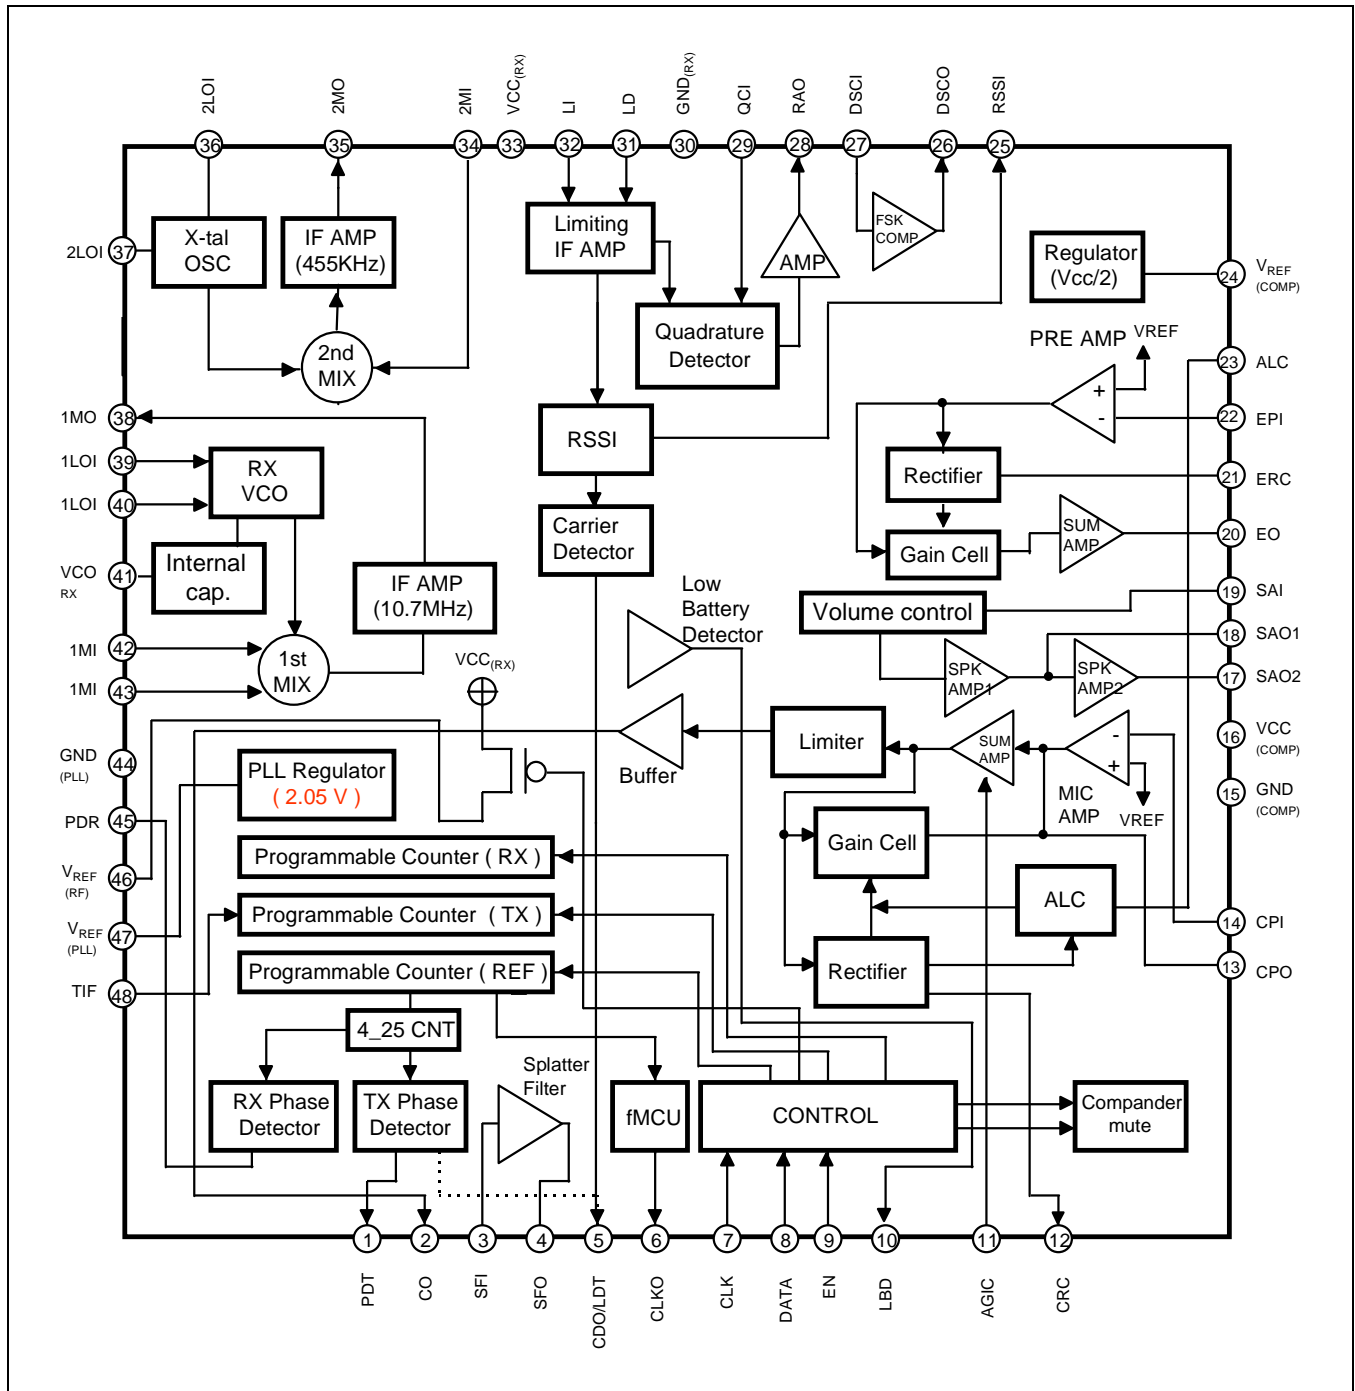 2LOI
2MO
2MI
VCC(RX)
LI
LD
GND(RX)
QCI
RAO
DSCI
DSCO
RSSI
36
35
34
33
32
31
30
29
28
27
26
25
2LOI
37
X-tal
OSC
IF AMP
(455KHz)
Limiting
IF AMP
AMP
FSK
COMP
Regulator
(Vcc/2)
24
VREF
(COMP)
2nd
MIX
Quadrature
Detector
PRE AMP
VREF
+
-
23
ALC
1MO
38
22
EPI
1LOI
39
RX
VCO
RSSI
Rectifier
21
ERC
1LOI
40
Carrier
Detector
Gain Cell
SUM
AMP
20
EO
VCO
RX
41
Internal
cap.
IF AMP
(10.7MHz)
Low
Battery
Detector
Volume control
19
SAI
1MI
42
1st
MIX
18
SAO1
1MI
43
VCC(RX)
SPK
AMP1
SPK
AMP2
17
SAO2
GND
(PLL)
44
PLL Regulator
( 2.05 V )
Buffer
Limiter
SUM
AMP
-
+
MIC
AMP
VREF
16
VCC
(COMP)
15
GND
(COMP)
PDR
45
Programmable Counter ( RX )
Gain Cell
VREF
(RF)
46
Programmable Counter ( TX )
ALC
14
CPI
VREF
(PLL)
47
Programmable Counter ( REF )
Rectifier
13
CPO
TIF
48
4_25 CNT
Splatter
Filter
RX Phase
Detector
TX Phase
Detector
fMCU
CONTROL
Compander
mute
1
2
3
4
5
6
7
8
9
10
11
12
PDT
CO
SFI
SFO
CDO/LDT
CLKO
CLK
DATA
EN
LBD
AGIC
CRC